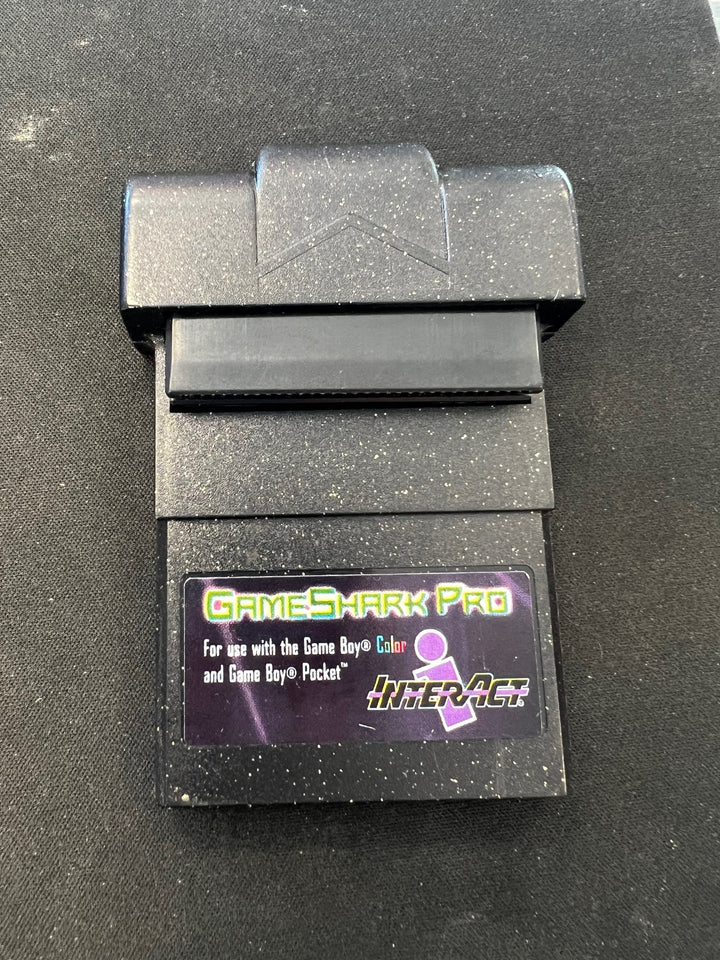 GAMESHARK PRO
For use with the Game Boy® Color
and Game Boy® Pocket™
i
INTERACT®